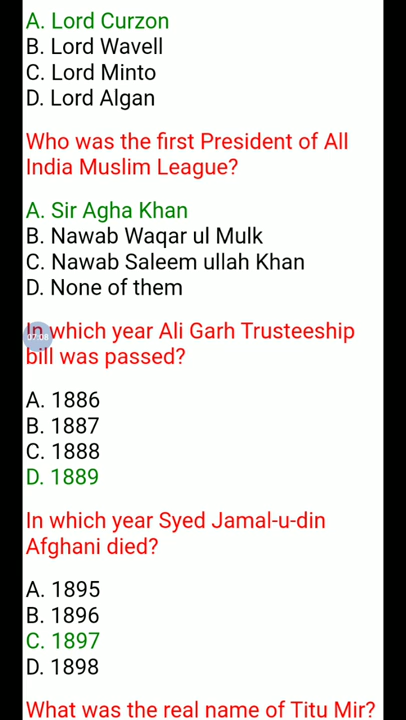 A. Lord Curzon
B. Lord Wavell
C. Lord Minto
D. Lord Algan
Who was the first President of All
India Muslim League?
A. Sir Agha Khan
B. Nawab Waqar ul Mulk
C. Nawab Saleem ullah Khan
D. None of them
In which year Ali Garh Trusteeship
bill was passed?
A. 1886
B. 1887
C. 1888
D. 1889
In which year Syed Jamal-u-din
Afghani died?
A. 1895
B. 1896
C. 1897
D. 1898
What was the real name of Titu Mir?